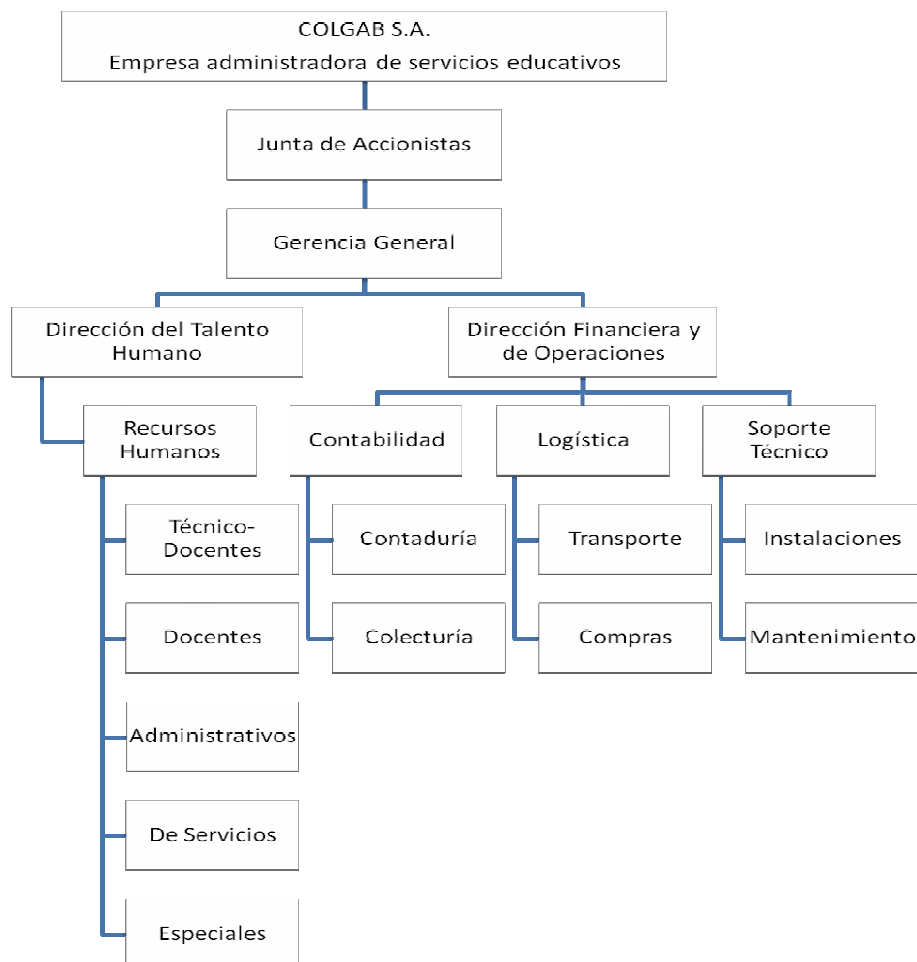 COLGAB S.A.
Empresa administradora de servicios educativos
Junta de Accionistas
Gerencia General
Dirección del Talento
Humano
Dirección Financiera y
de Operaciones
Recursos
Humanos
Contabilidad
Logística
Soporte
Técnico
Técnico-
Docentes
Contaduría
Transporte
Instalaciones
Docentes
Colecturía
Compras
Mantenimiento
Administrativos
De Servicios
Especiales